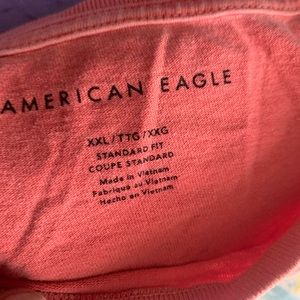 AMERICAN EAGLE
XXL/TTG/XXG
STANDARD FIT
COUPE STANDARD
Made in Vietnam
Fabriqué au Vietnam
Hecho en Vietnam